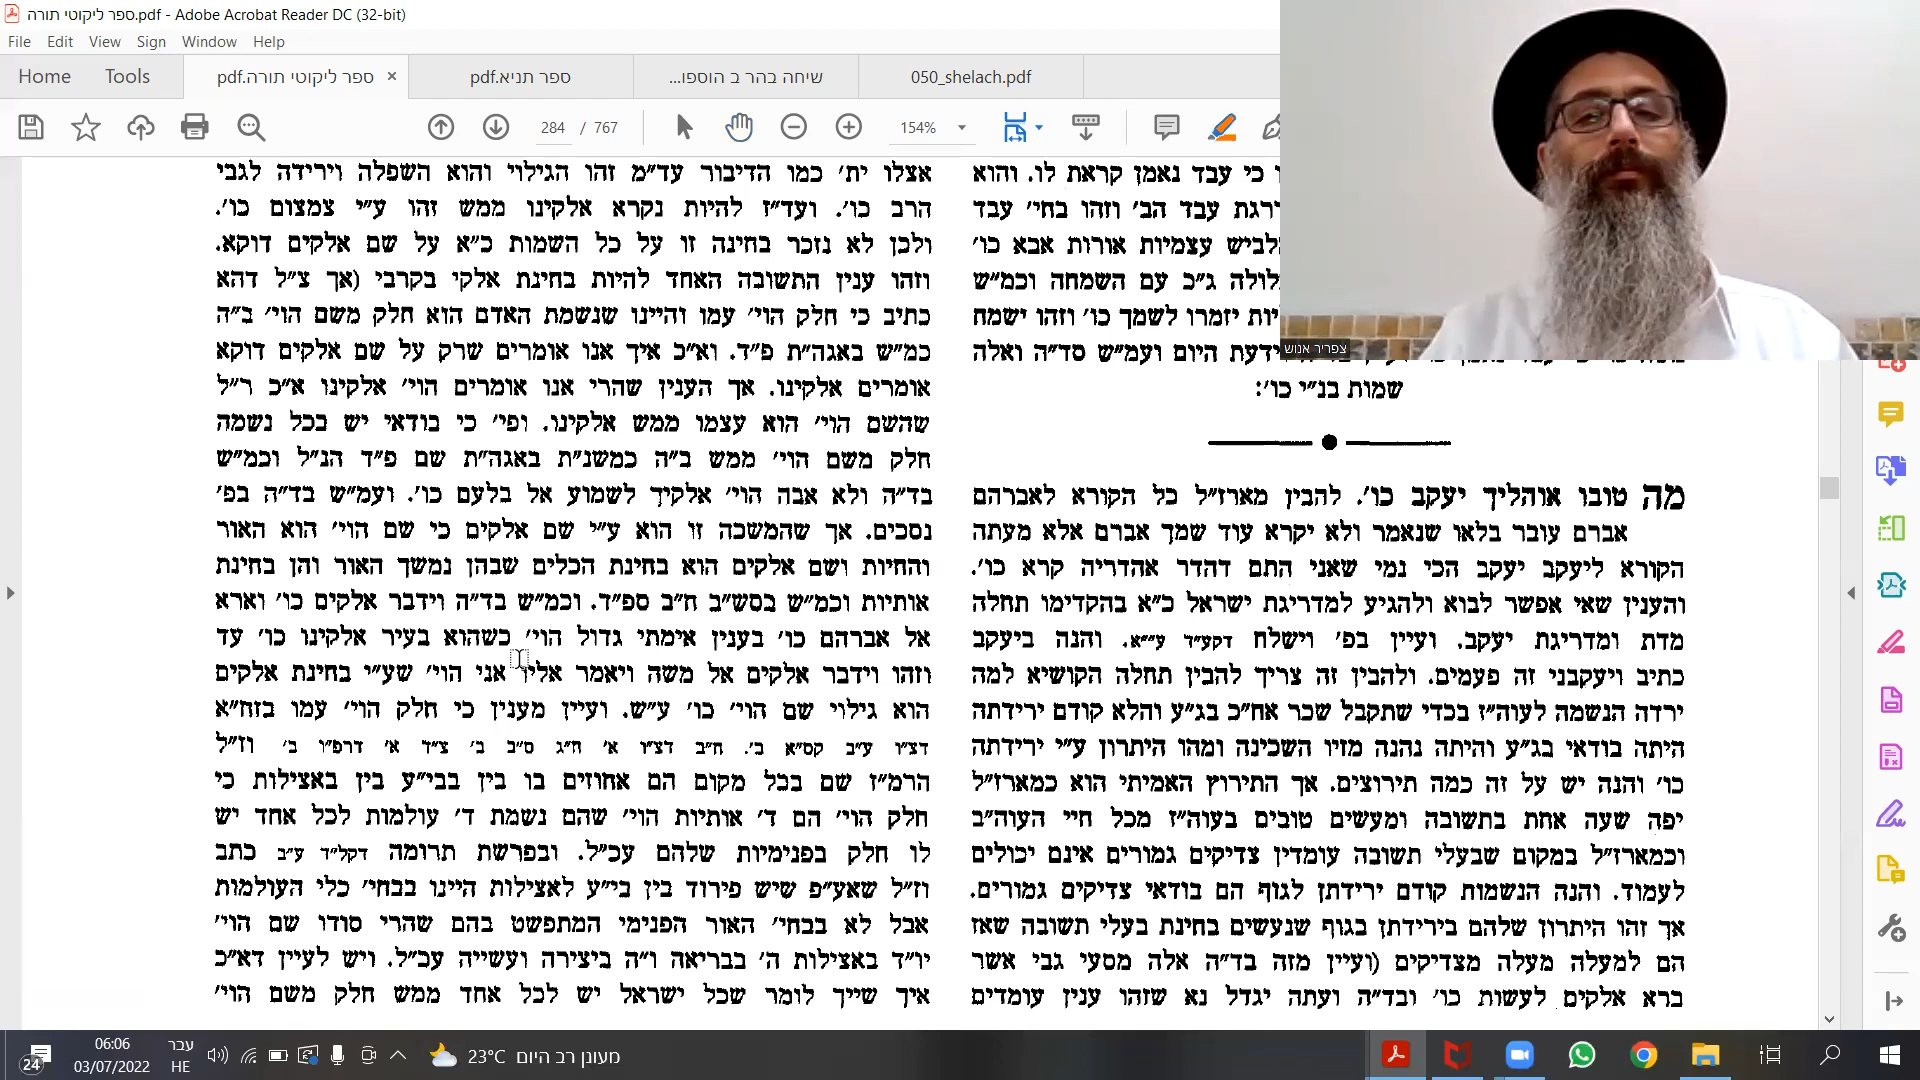 ספר ליקוטי תורה.pdf - Adobe Acrobat Reader DC (32-bit)
File Edit View Sign Window Help
Home Tools ספר ליקוטי תורה.pdf × ספר תניא.pdf שיחה בהר ב הוספו... 050_shelach.pdf
284 / 767 154%
כי עבד נאמן קראת לו. והוא
עבד הב' וזהו בחי' עבד
עצמיות אורות אבא כו'
ג"כ עם השמחה וכמ"ש
יזמרו לשמך כו' וזהו ישמח
היום ועמ"ש סד"ה ואלה
שמות בנ"י כו':
מה טובו אוהליך יעקב כו'. להבין מארז"ל כל הקורא לאברהם
אברם עובר בלאו שנאמר ולא יקרא עוד שמך אברם אלא מעתה
הקורא ליעקב יעקב הכי נמי שאני התם דהדר אהדריה קרא כו'.
והענין שאי אפשר לבוא ולהגיע למדריגת ישראל כ"א בהקדימו תחלה
מדת ומדריגת יעקב. ועיין בפ' וישלח דקע"ד ע"א. והנה ביעקב
כתיב ויעקבני זה פעמים. ולהבין זה צריך להבין תחלה הקושיא למה
ירדה הנשמה לעוה"ז בכדי שתקבל שכר אח"כ בג"ע והלא קודם ירידתה
היתה בודאי בג"ע והיתה נהנה מזיו השכינה ומהו היתרון ע"י ירידתה
כו' והנה יש על זה כמה תירוצים. אך התירוץ האמיתי הוא כמארז"ל
יפה שעה אחת בתשובה ומעשים טובים בעוה"ז מכל חיי העוה"ב
וכמארז"ל במקום שבעלי תשובה עומדין צדיקים גמורים אינם יכולים
לעמוד. והנה הנשמות קודם ירידתן לגוף הם בודאי צדיקים גמורים.
אך זהו היתרון שלהם בירידתן בגוף שנעשים בחינת בעלי תשובה שאז
הם למעלה מעלה מצדיקים (ועיין מזה בד"ה אלה מסעי גבי אשר
ברא אלקים לעשות כו' ובד"ה ועתה יגדל נא שזהו ענין עומדים
אצלו ית' כמו הדיבור עד"מ זהו הגילוי והוא השפלה וירידה לגבי
הרב כו'. ועד"ז להיות נקרא אלקינו ממש זהו ע"י צמצום כו'.
ולכן לא נזכר בחינה זו על כל השמות כ"א על שם אלקים דוקא.
וזהו ענין התשובה האחד להיות בחינת אלקי בקרבי (אך צ"ל דהא
כתיב כי חלק הוי' עמו והיינו שנשמת האדם הוא חלק משם הוי' ב"ה
כמ"ש באגה"ת פ"ד. וא"כ איך אנו אומרים שרק על שם אלקים דוקא
אומרים אלקינו. אך הענין שהרי אנו אומרים הוי' אלקינו א"כ ר"ל
שהשם הוי' הוא עצמו ממש אלקינו. ופי' כי בודאי יש בכל נשמה
חלק משם הוי' ממש ב"ה כמשנ"ת באגה"ת שם פ"ד הנ"ל וכמ"ש
בד"ה ולא אבה הוי' אלקיך לשמוע אל בלעם כו'. ועמ"ש בד"ה בפ'
נסכים. אך שהמשכה זו הוא ע"י שם אלקים כי שם הוי' הוא האור
והחיות ושם אלקים הוא בחינת הכלים שבהן נמשך האור והן בחינת
אותיות וכמ"ש בסש"ב ח"ב ספ"ד. וכמ"ש בד"ה וידבר אלקים כו' וארא
אל אברהם כו' בענין אימתי גדול הוי' כשהוא בעיר אלקינו כו' עד
וזהו וידבר אלקים אל משה ויאמר אליו אני הוי' שע"י בחינת אלקים
הוא גילוי שם הוי' כו' ע"ש. ועיין מענין כי חלק הוי' עמו בזח"א
דצ"ו ע"ב קס"א ב'. ח"ב דצ"ו א' ח"ג ס"ב ב' צ"ד א' דרפ"ו ב' וז"ל
הרמ"ז שם בכל מקום הם אחוזים בו בין בבי"ע בין באצילות כי
חלק הוי' הם ד' אותיות הוי' שהם נשמת ד' עולמות לכל אחד יש
לו חלק בפנימיות שלהם עכ"ל. ובפרשת תרומה דקל"ד ע"ב כתב
וז"ל שאע"פ שיש פירוד בין בי"ע לאצילות היינו בבחי' כלי העולמות
אבל לא בבחי' האור הפנימי המתפשט בהם שהרי סודו שם הוי'
יו"ד באצילות ה' בבריאה ו"ה ביצירה ועשייה עכ"ל. ויש לעיין דא"כ
איך שייך לומר שכל ישראל יש לכל אחד ממש חלק משם הוי'
צפריר אנוש
24 06:06 03/07/2022 עבר HE 23°C מעונן רב היום